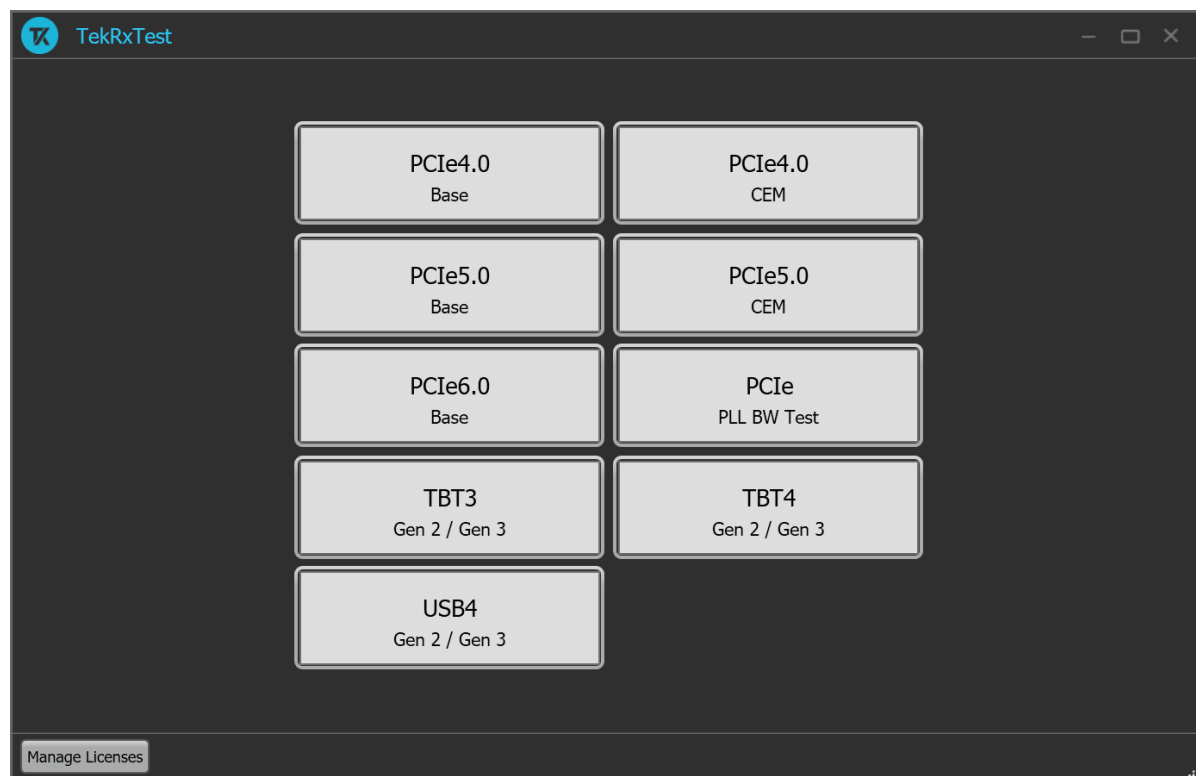 TekRxTest
PCIe4.0
Base
PCIe4.0
CEM
PCIe5.0
Base
PCIe5.0
CEM
PCIe6.0
Base
PCIe
PLL BW Test
TBT3
Gen 2 / Gen 3
TBT4
Gen 2 / Gen 3
USB4
Gen 2 / Gen 3
Manage Licenses